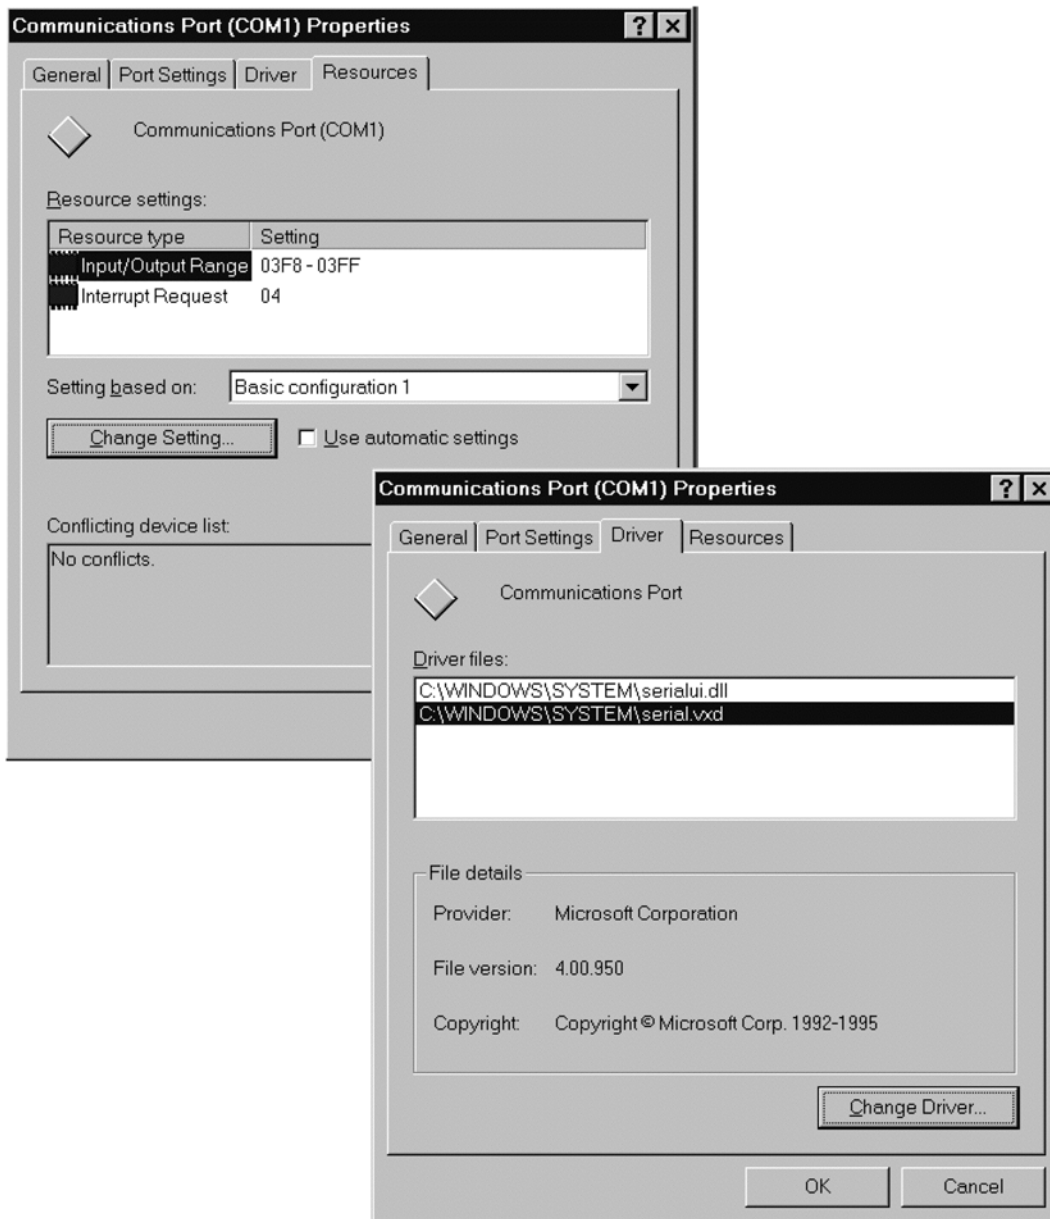 Communications Port (COM1) Properties
General Port Settings Driver Resources
Communications Port (COM1)
Resource settings:
Resource type Setting
Input/Output Range 03F8 - 03FF
Interrupt Request 04
Setting based on: Basic configuration 1
Change Setting... Use automatic settings
Conflicting device list:
No conflicts.
Communications Port (COM1) Properties
General Port Settings Driver Resources
Communications Port
Driver files:
C:\WINDOWS\SYSTEM\serialui.dll
C:\WINDOWS\SYSTEM\serial.vxd
File details
Provider: Microsoft Corporation
File version: 4.00.950
Copyright: Copyright © Microsoft Corp. 1992-1995
Change Driver...
OK Cancel